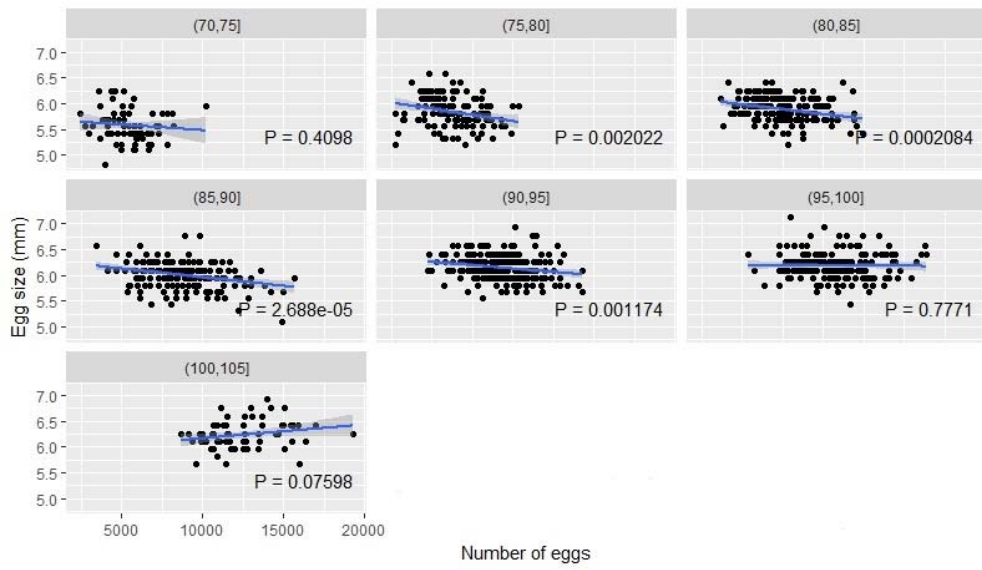 (70,75] (75,80] (80,85]
7.0
6.5
6.0
5.5
5.0
P = 0.4098 P = 0.002022 P = 0.0002084
(85,90] (90,95] (95,100]
7.0
6.5
6.0
5.5
5.0
P = 2.688e-05 P = 0.001174 P = 0.7771
Egg size (mm)
(100,105]
7.0
6.5
6.0
5.5
5.0
P = 0.07598
5000 10000 15000 20000
Number of eggs